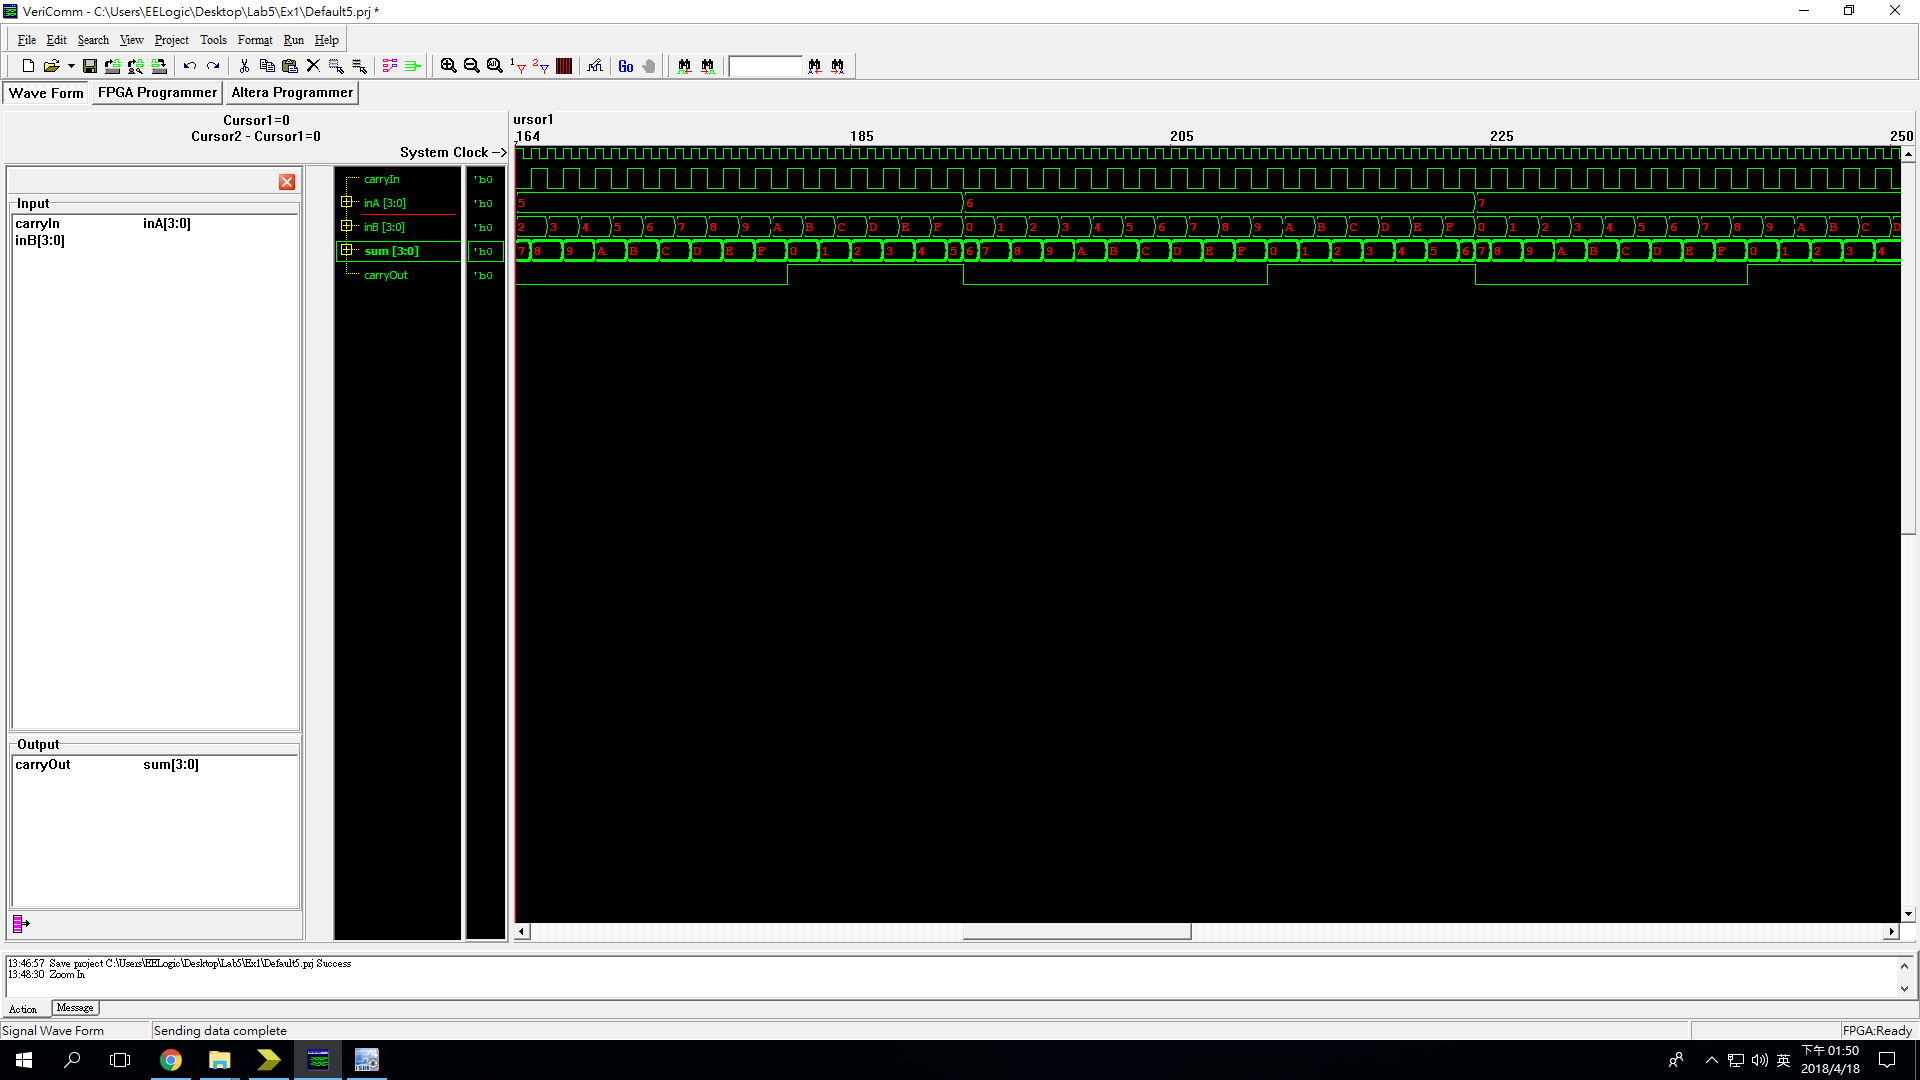 VeriComm - C:\Users\EELogic\Desktop\Lab5\Ex1\Default5.prj *
File Edit Search View Project Tools Format Run Help
1 2 Go
Wave Form FPGA Programmer Altera Programmer
Cursor1=0
Cursor2 - Cursor1=0
System Clock ->
ursor1
164 185 205 225 250
Input
carryIn inA[3:0]
inB[3:0]
Output
carryOut sum[3:0]
carryIn 'b0
inA [3:0] 'h0 5 6 7
inB [3:0] 'h0 2 3 4 5 6 7 8 9 A B C D E F 0 1 2 3 4 5 6 7 8 9 A B C D E F 0 1 2 3 4 5 6 7 8 9 A B C D
sum [3:0] 'h0 7 8 9 A B C D E F 0 1 2 3 4 5 6 7 8 9 A B C D E F 0 1 2 3 4 5 6 7 8 9 A B C D E F 0 1 2 3 4
carryOut 'b0
13:46:57 Save project C:\Users\EELogic\Desktop\Lab5\Ex1\Default5.prj Success
13:48:30 Zoom In
Action Message
Signal Wave Form Sending data complete FPGA:Ready
英 下午 01:50
2018/4/18